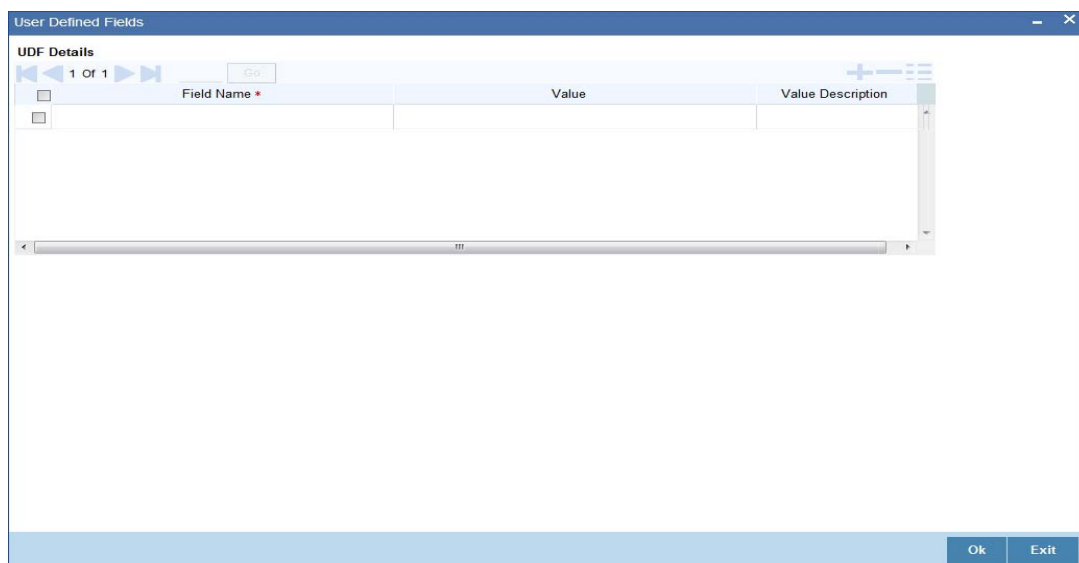 User Defined Fields
UDF Details
1 Of 1 Go
Field Name * Value Value Description
Ok Exit